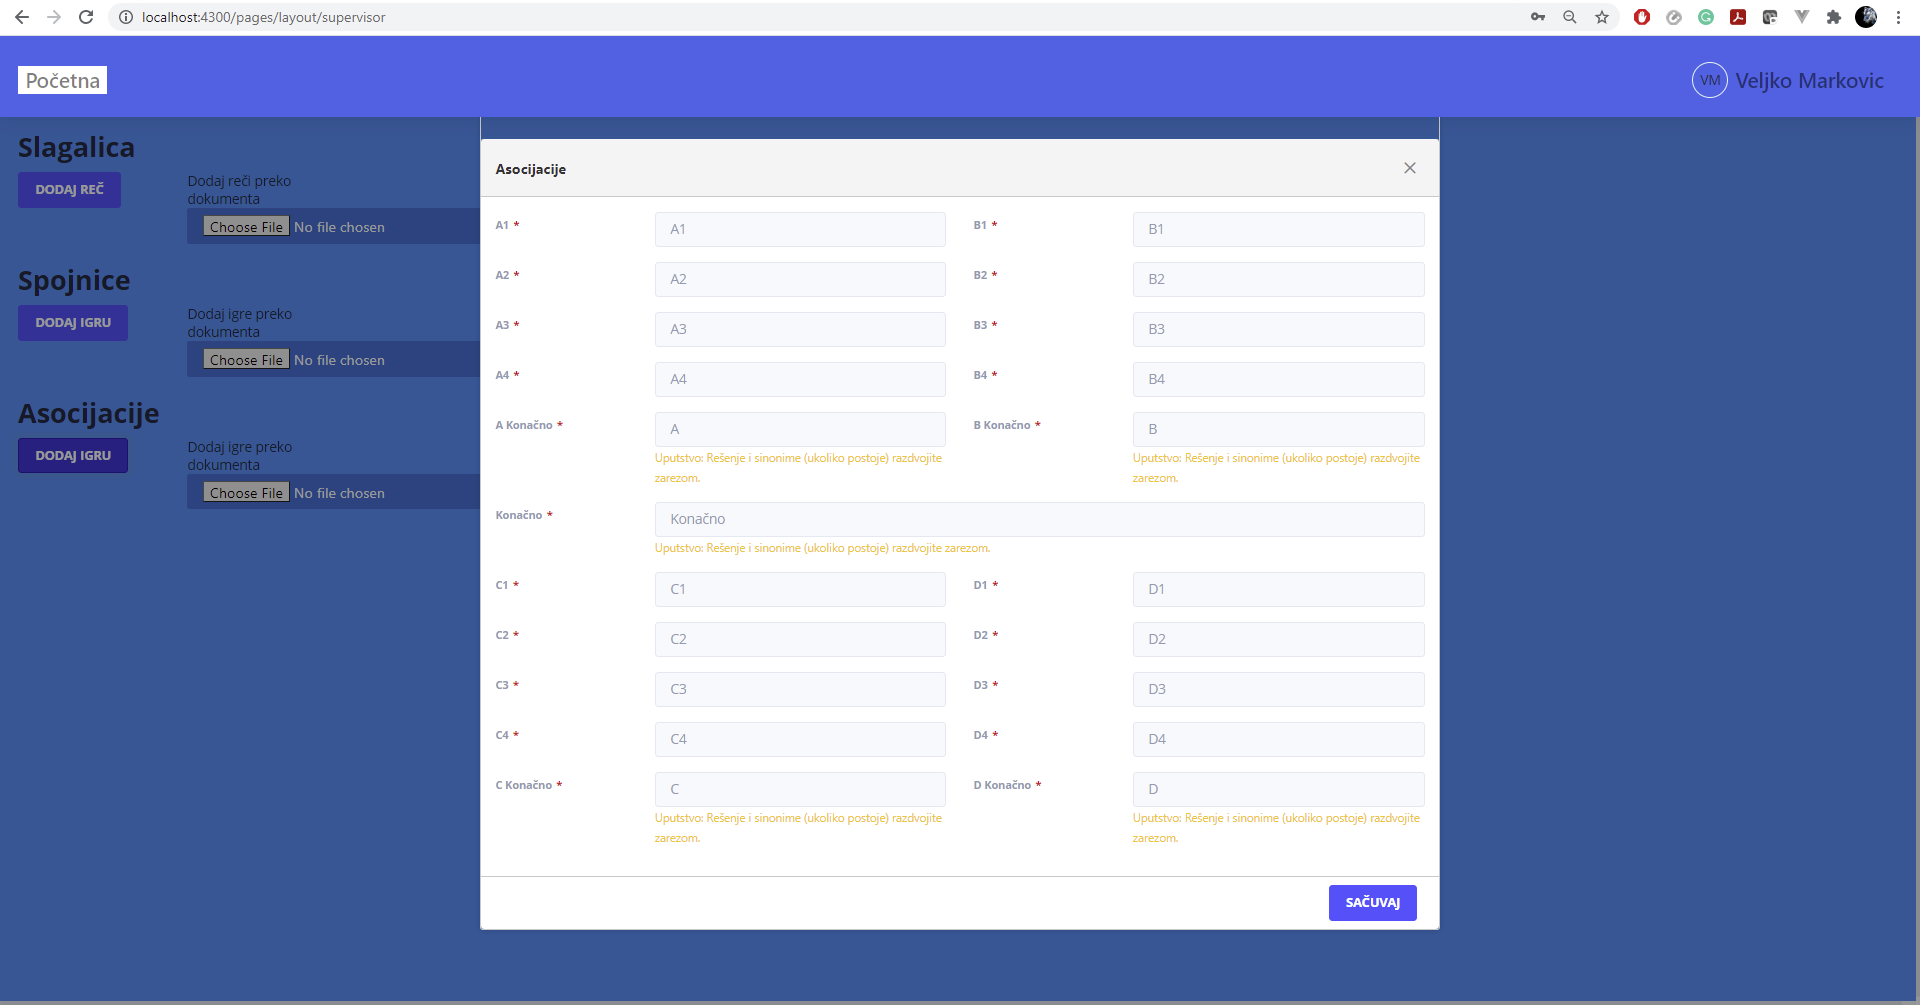 localhost:4300/pages/layout/supervisor
Početna
VM Veljko Markovic
Slagalica
DODAJ REČ
Dodaj reči preko
dokumenta
Choose File No file chosen
Spojnice
DODAJ IGRU
Dodaj igre preko
dokumenta
Choose File No file chosen
Asocijacije
DODAJ IGRU
Dodaj igre preko
dokumenta
Choose File No file chosen
Asocijacije
A1 * A1 B1 * B1
A2 * A2 B2 * B2
A3 * A3 B3 * B3
A4 * A4 B4 * B4
A Konačno * A B Konačno * B
Uputstvo: Rešenje i sinonime (ukoliko postoje) razdvojite
zarezom.
Uputstvo: Rešenje i sinonime (ukoliko postoje) razdvojite
zarezom.
Konačno * Konačno
Uputstvo: Rešenje i sinonime (ukoliko postoje) razdvojite zarezom.
C1 * C1 D1 * D1
C2 * C2 D2 * D2
C3 * C3 D3 * D3
C4 * C4 D4 * D4
C Konačno * C D Konačno * D
Uputstvo: Rešenje i sinonime (ukoliko postoje) razdvojite
zarezom.
Uputstvo: Rešenje i sinonime (ukoliko postoje) razdvojite
zarezom.
SAČUVAJ